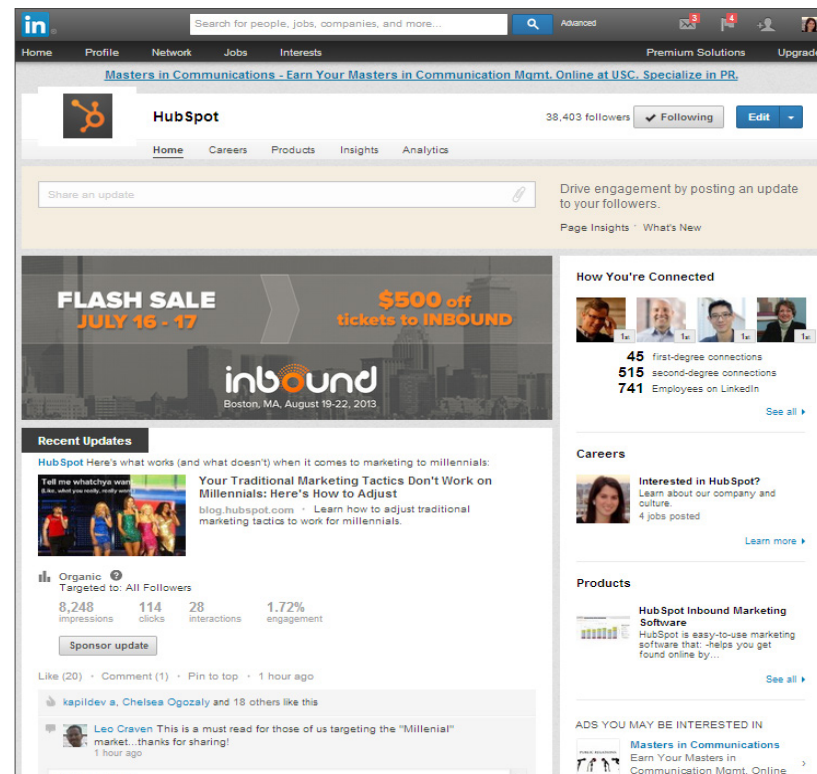 in
Search for people, jobs, companies, and more...
Advanced
3
4
Home Profile Network Jobs Interests Premium Solutions Upgrade
Masters in Communications - Earn Your Masters in Communication Mgmt. Online at USC. Specialize in PR.
HubSpot
38,403 followers
Following
Edit
Home Careers Products Insights Analytics
Share an update
Drive engagement by posting an update
to your followers.
Page Insights What's New
FLASH SALE
JULY 16 - 17
$500 off
tickets to INBOUND
inbound
Boston, MA, August 19-22, 2013
Recent Updates
HubSpot Here's what works (and what doesn't) when it comes to marketing to millennials:
Tell me whatchya want
Your Traditional Marketing Tactics Don't Work on
Millennials: Here's How to Adjust
blog.hubspot.com · Learn how to adjust traditional
marketing tactics to work for millennials.
Organic ?
Targeted to: All Followers
8,248 114 28 1.72%
impressions clicks interactions engagement
Sponsor update
Like (20) · Comment (1) · Pin to top · 1 hour ago
kapildev a, Chelsea Ogozaly and 18 others like this
Leo Craven This is a must read for those of us targeting the "Millenial"
market...thanks for sharing!
1 hour ago
How You're Connected
1st 1st 1st 1st
45 first-degree connections
515 second-degree connections
741 Employees on LinkedIn
See all
Careers
Interested in HubSpot?
Learn about our company and
culture.
4 jobs posted
Learn more
Products
HubSpot Inbound Marketing
Software
HubSpot is easy-to-use marketing
software that: -helps you get
found online by...
See all
ADS YOU MAY BE INTERESTED IN
Masters in Communications
Earn Your Masters in
Communication Mgmt. Online